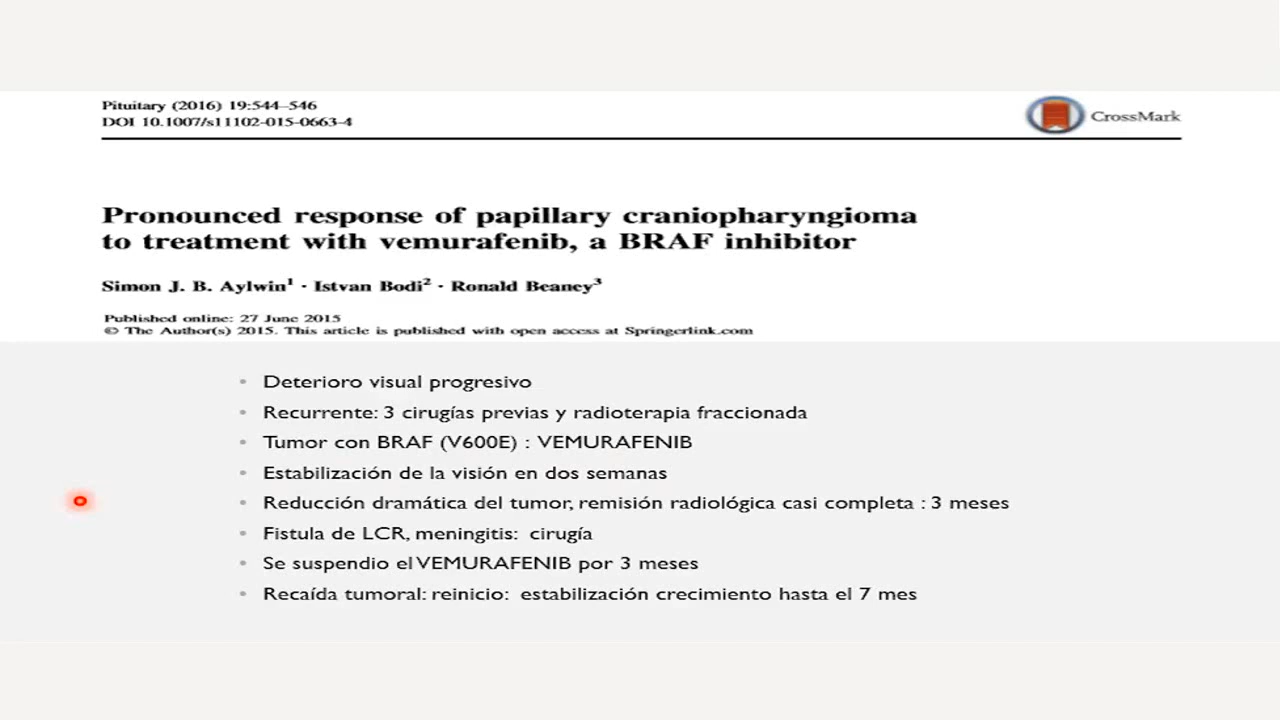 Pituitary (2016) 19:544–546
DOI 10.1007/s11102-015-0663-4
CrossMark
Pronounced response of papillary craniopharyngioma
to treatment with vemurafenib, a BRAF inhibitor
Simon J. B. Aylwin¹ · Istvan Bodi² · Ronald Beaney³
Published online: 27 June 2015
© The Author(s) 2015. This article is published with open access at Springerlink.com
• Deterioro visual progresivo
• Recurrente: 3 cirugías previas y radioterapia fraccionada
• Tumor con BRAF (V600E) : VEMURAFENIB
• Estabilización de la visión en dos semanas
• Reducción dramática del tumor, remisión radiológica casi completa : 3 meses
• Fistula de LCR, meningitis: cirugía
• Se suspendio el VEMURAFENIB por 3 meses
• Recaída tumoral: reinicio: estabilización crecimiento hasta el 7 mes